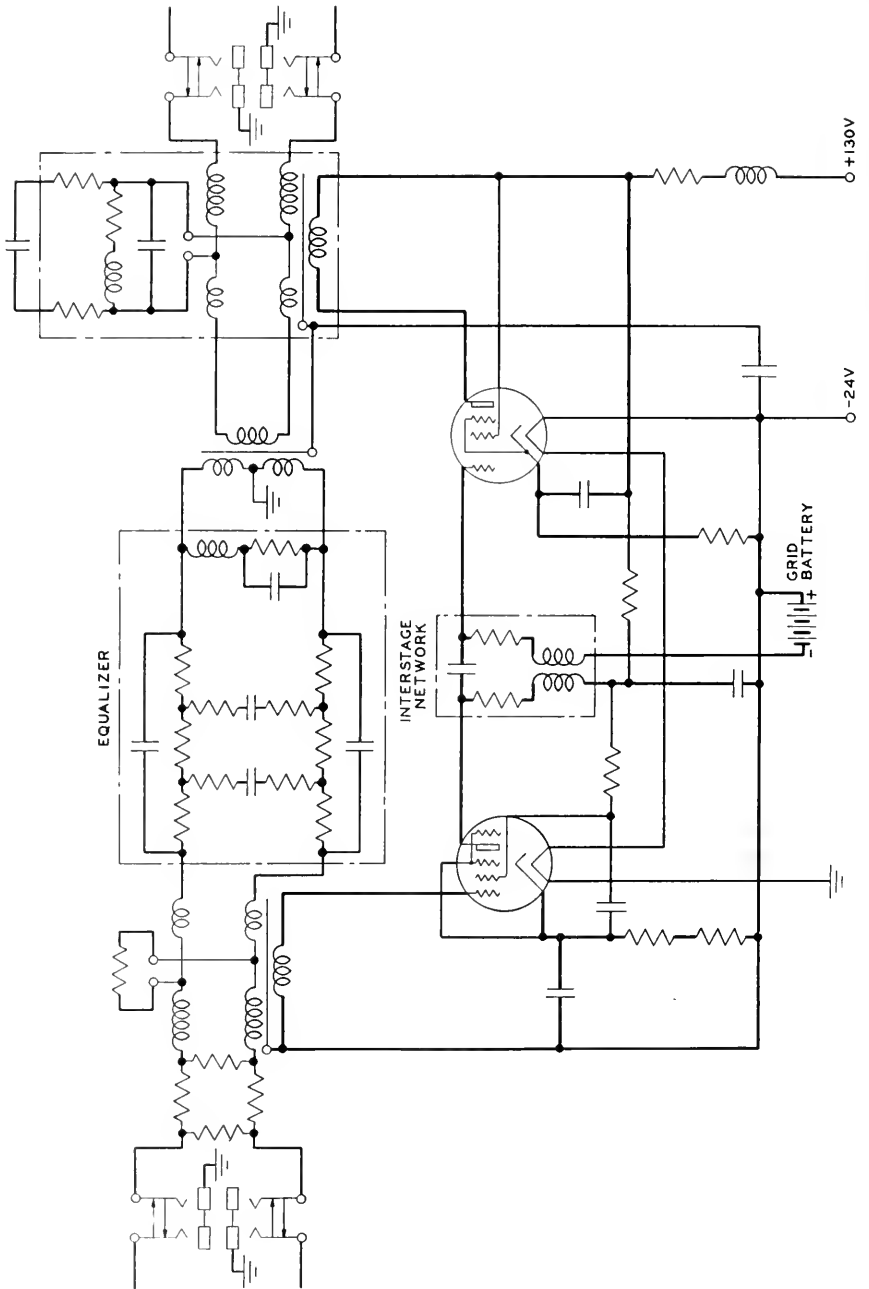 EQUALIZER
INTERSTAGE
NETWORK
GRID
BATTERY
- +
-24V
+130V